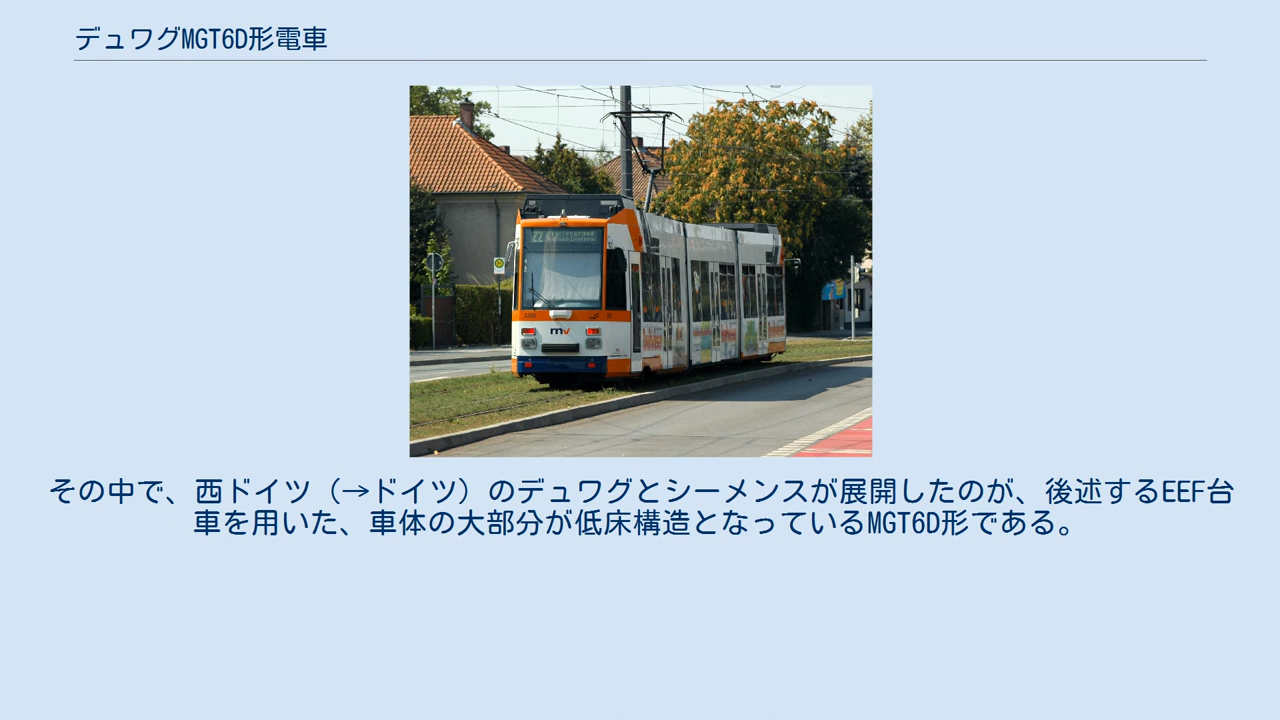 デュワグMGT6D形電車
22
rnv
その中で、西ドイツ（→ドイツ）のデュワグとシーメンスが展開したのが、後述するEEF台
車を用いた、車体の大部分が低床構造となっているMGT6D形である。